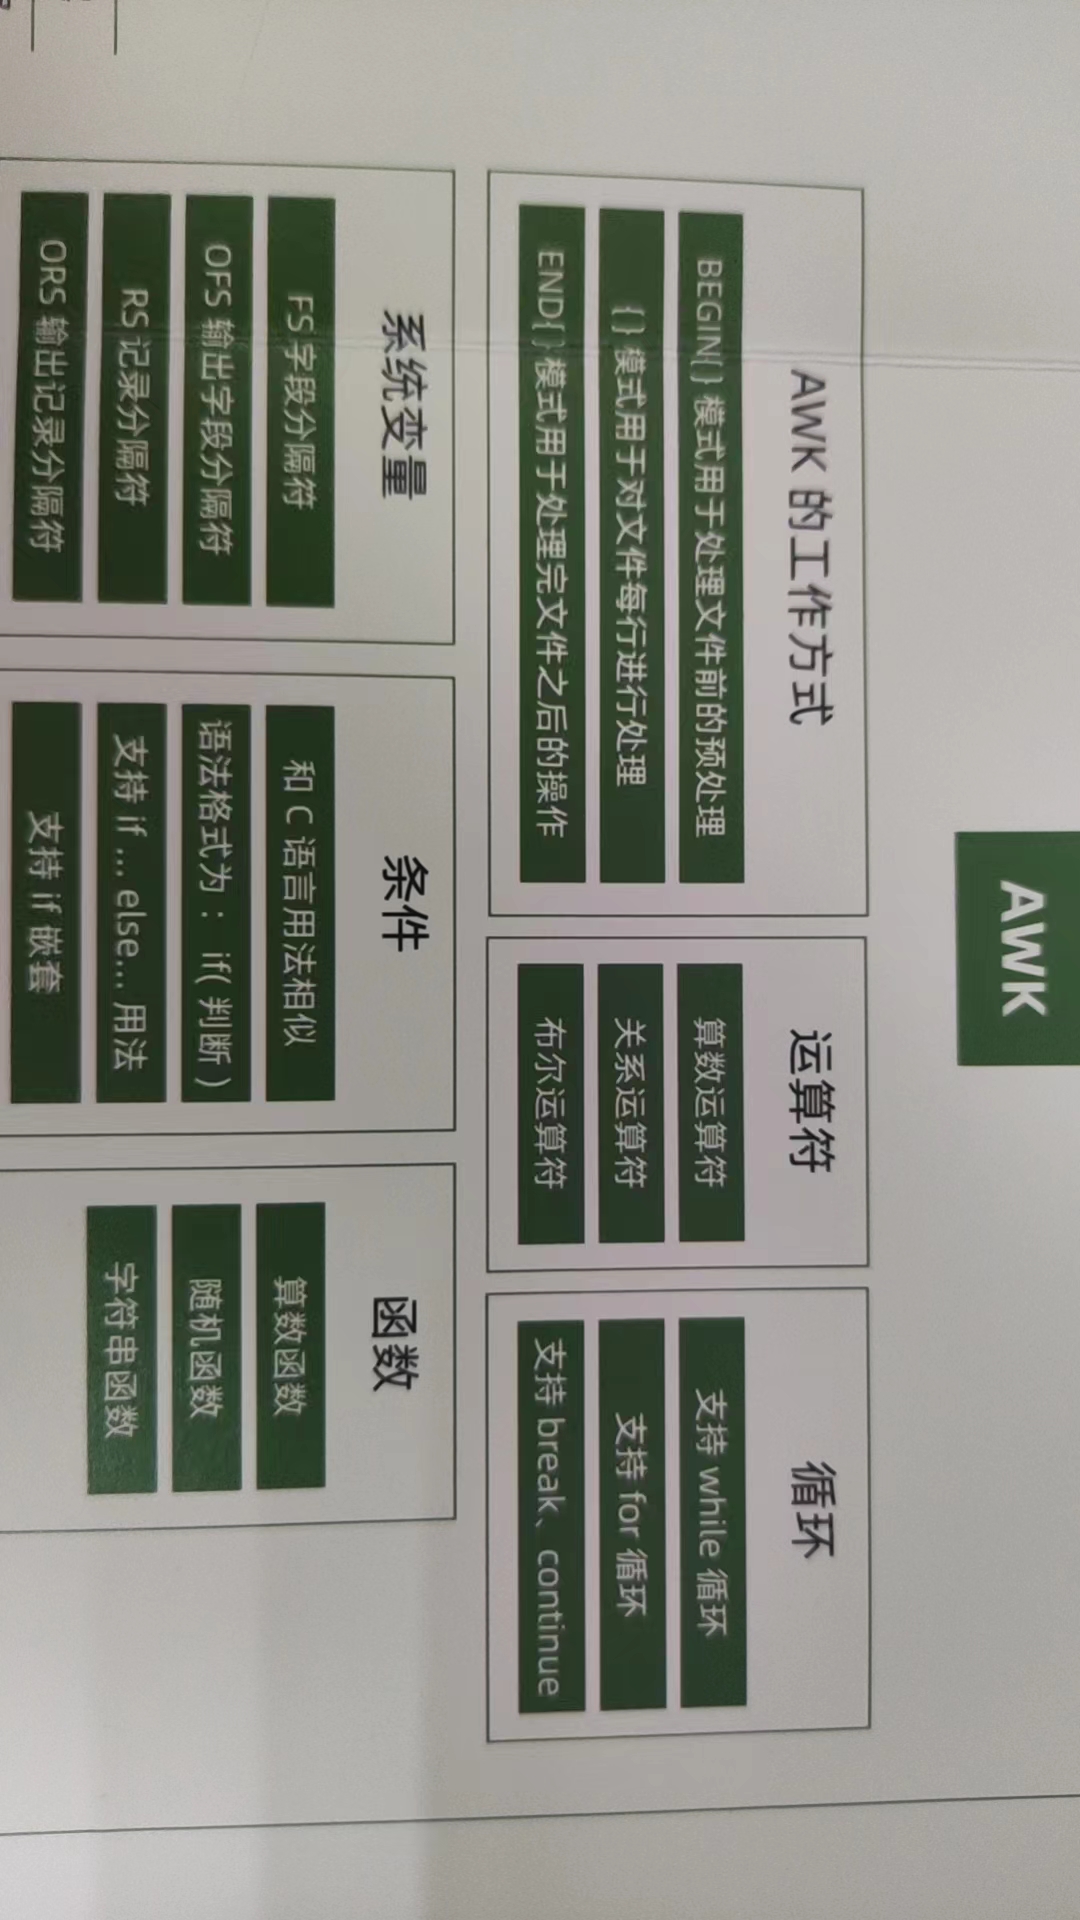 AWK
AWK 的工作方式
BEGIN{} 模式用于处理文件前的预处理
{} 模式用于对文件每行进行处理
END{} 模式用于处理完文件之后的操作
运算符
算数运算符
关系运算符
布尔运算符
循环
支持 while 循环
支持 for 循环
支持 break、continue
系统变量
FS 字段分隔符
OFS 输出字段分隔符
RS 记录分隔符
ORS 输出记录分隔符
条件
和 C 语言用法相似
语法格式为： if( 判断 )
支持 if ... else... 用法
支持 if 嵌套
函数
算数函数
随机函数
字符串函数